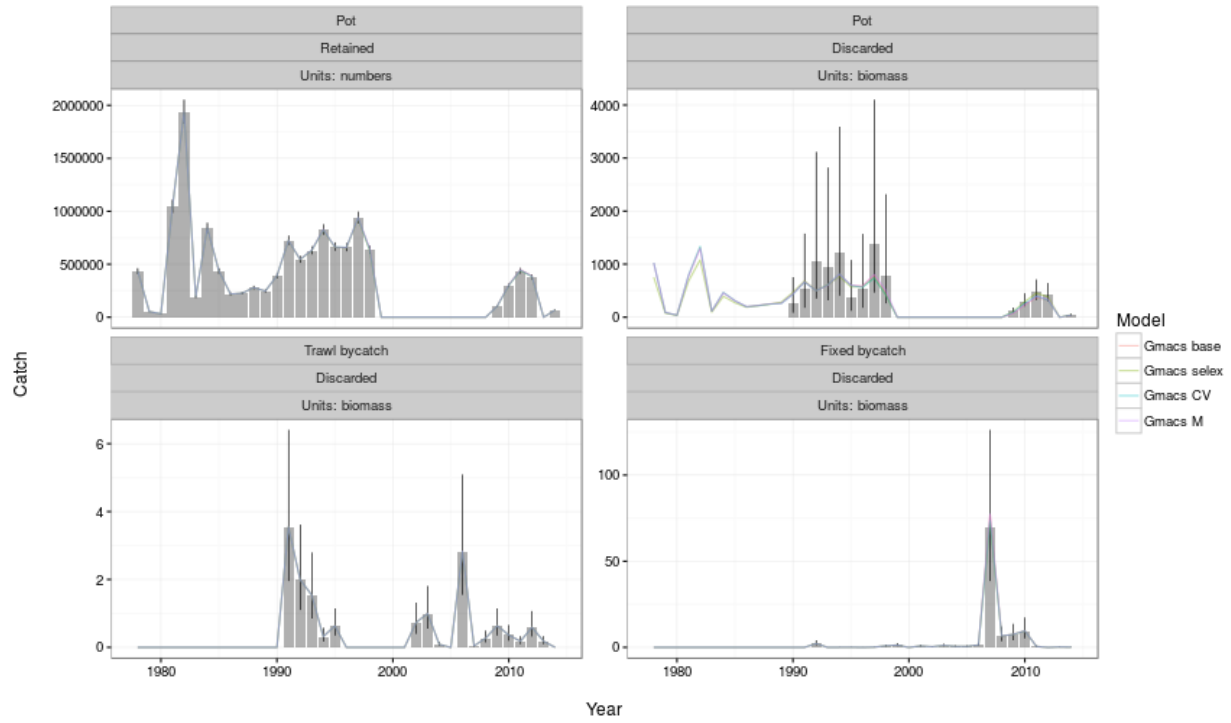 Pot
Retained
Units: numbers
Pot
Discarded
Units: biomass
2000000
1500000
1000000
500000
0
4000
3000
2000
1000
0
Trawl bycatch
Discarded
Units: biomass
Fixed bycatch
Discarded
Units: biomass
6
4
2
0
100
50
0
1980 1990 2000 2010
1980 1990 2000 2010
Catch
Year
Model
Gmacs base
Gmacs selex
Gmacs CV
Gmacs M